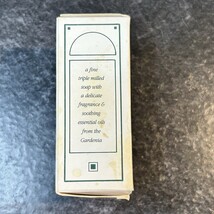 a fine
triple milled
soap with
a delicate
fragrance &
soothing
essential oils
from the
Gardenia